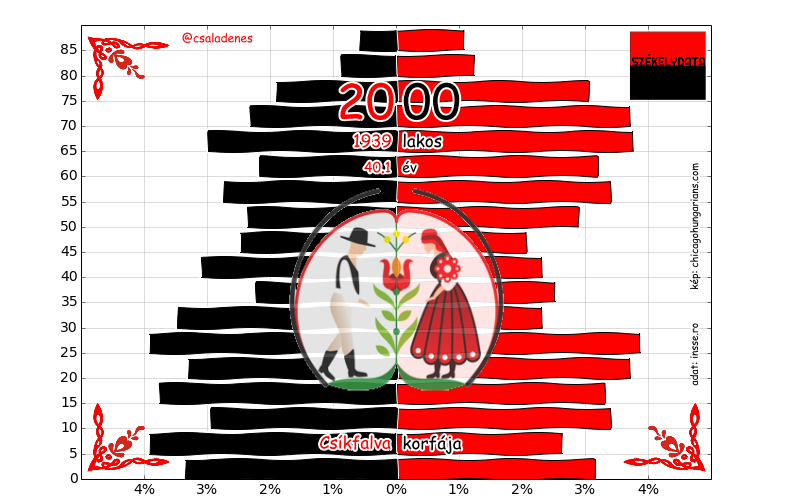 @csaladenes
SZÉKELYDATA
2000
1939 lakos
40.1 év
kép: chicagohungarians.com
adat: insse.ro
Csíkfalva korfája
85
80
75
70
65
60
55
50
45
40
35
30
25
20
15
10
5
0
4% 3% 2% 1% 0% 1% 2% 3% 4%